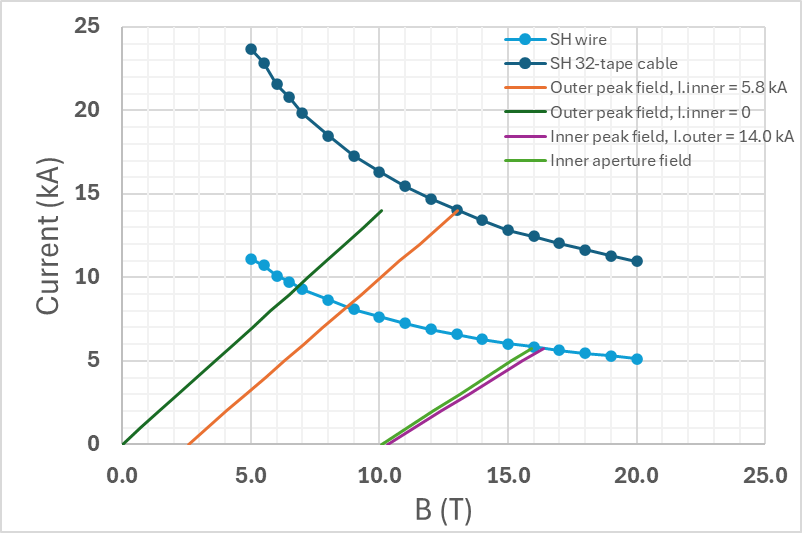 25
20
15
10
5
0
Current (kA)
SH wire
SH 32-tape cable
Outer peak field, I.inner = 5.8 kA
Outer peak field, I.inner = 0
Inner peak field, I.outer = 14.0 kA
Inner aperture field
0.0 5.0 10.0 15.0 20.0 25.0
B (T)